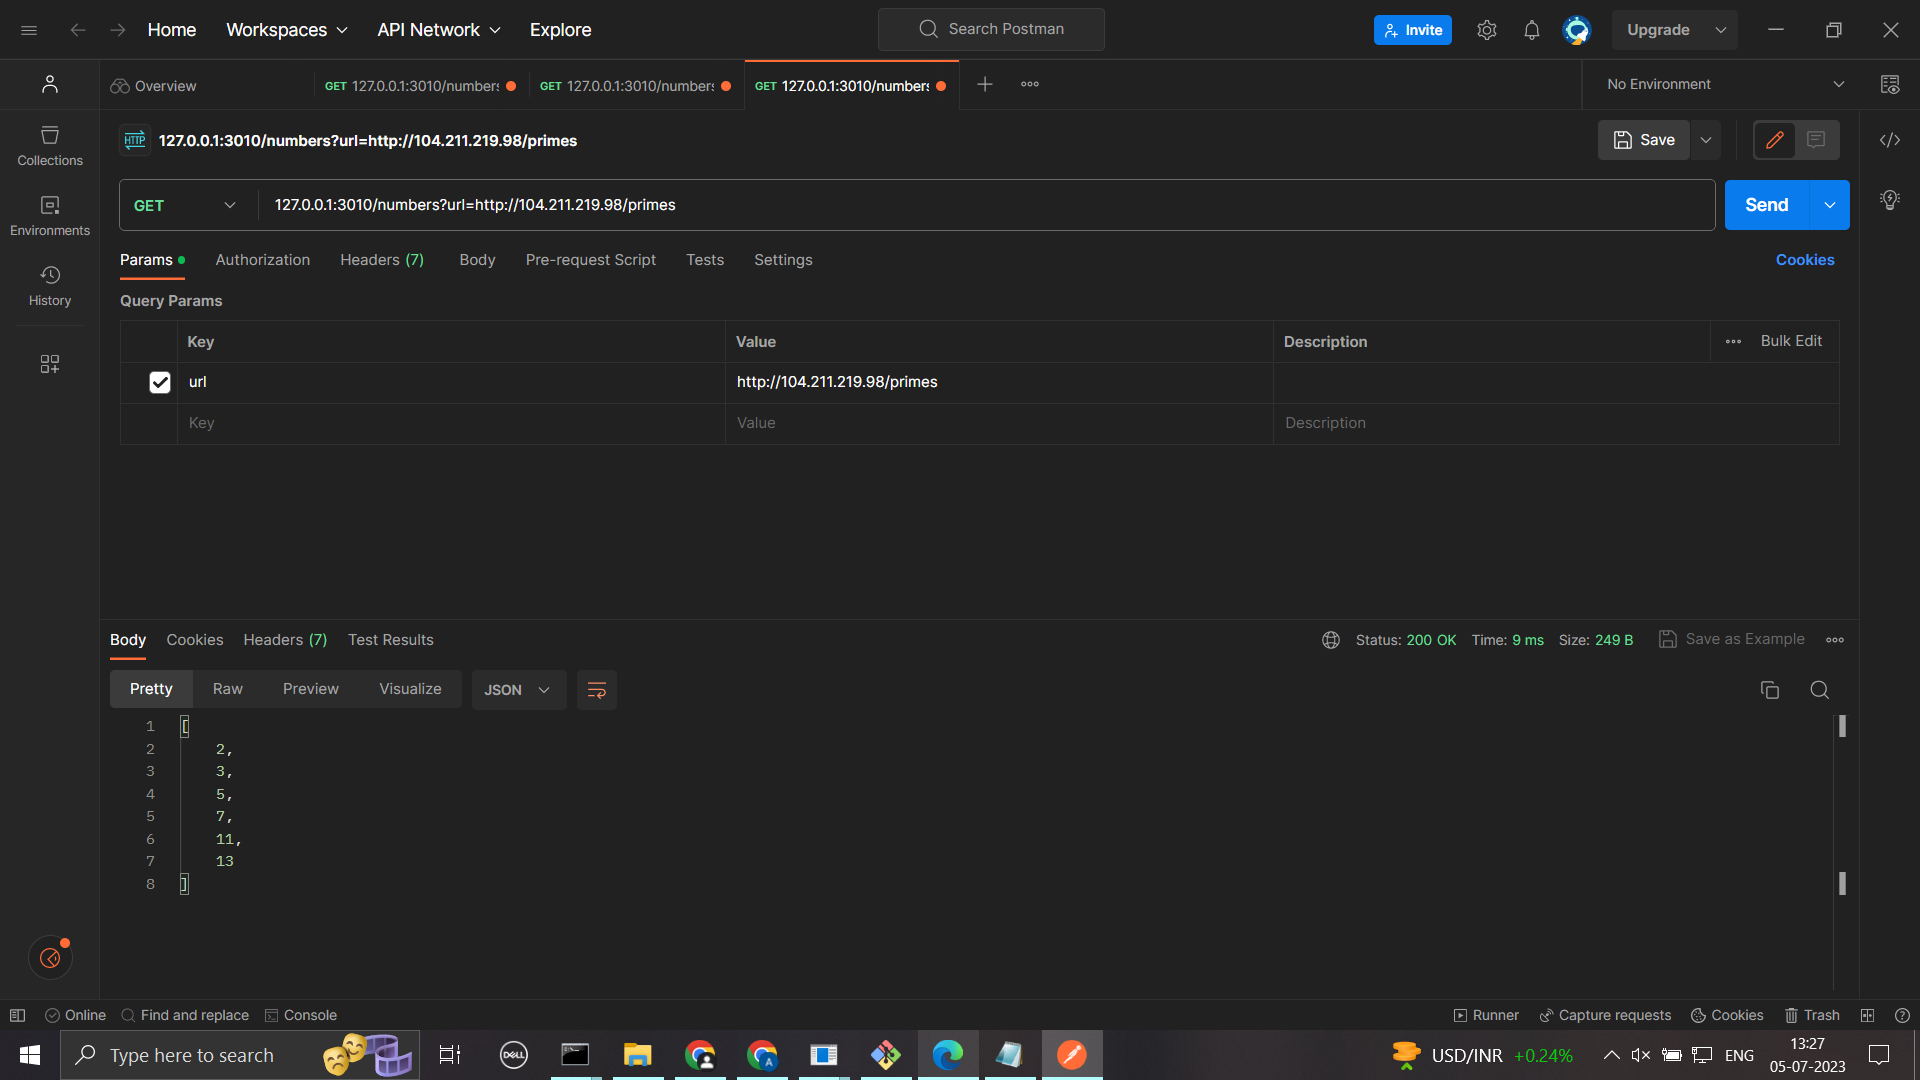 Home Workspaces API Network Explore Search Postman Invite Upgrade
Overview GET 127.0.0.1:3010/numbers GET 127.0.0.1:3010/numbers GET 127.0.0.1:3010/numbers No Environment
HTTP 127.0.0.1:3010/numbers?url=http://104.211.219.98/primes Save
Collections
Environments
History
GET 127.0.0.1:3010/numbers?url=http://104.211.219.98/primes Send
Params Authorization Headers (7) Body Pre-request Script Tests Settings Cookies
Query Params
Key Value Description Bulk Edit
url http://104.211.219.98/primes
Key Value Description
Body Cookies Headers (7) Test Results Status: 200 OK Time: 9 ms Size: 249 B Save as Example
Pretty Raw Preview Visualize JSON
1 [
2 2,
3 3,
4 5,
5 7,
6 11,
7 13
8 ]
Online Find and replace Console Runner Capture requests Cookies Trash
Type here to search DELL USD/INR +0.24% ENG 13:27
05-07-2023